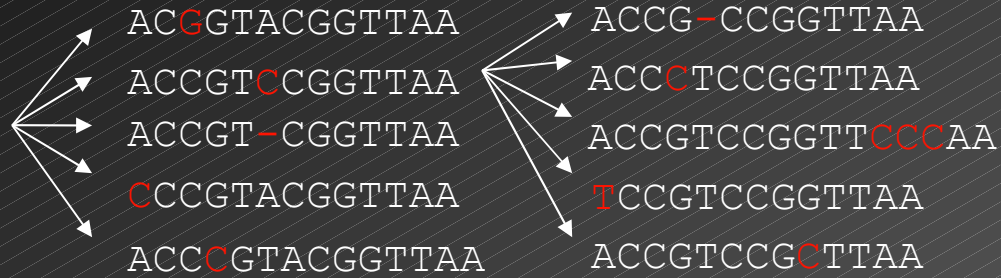 ACGGTACGGTTAA
ACCGTCCGGTTAA
ACCGT-CGGTTAA
CCCGTACGGTTAA
ACCCGTACGGTTAA
ACCG-CCGGTTAA
ACCCTCCGGTTAA
ACCGTCCGGTTCCCAA
TCCGTCCGGTTAA
ACCGTCCGCTTAA